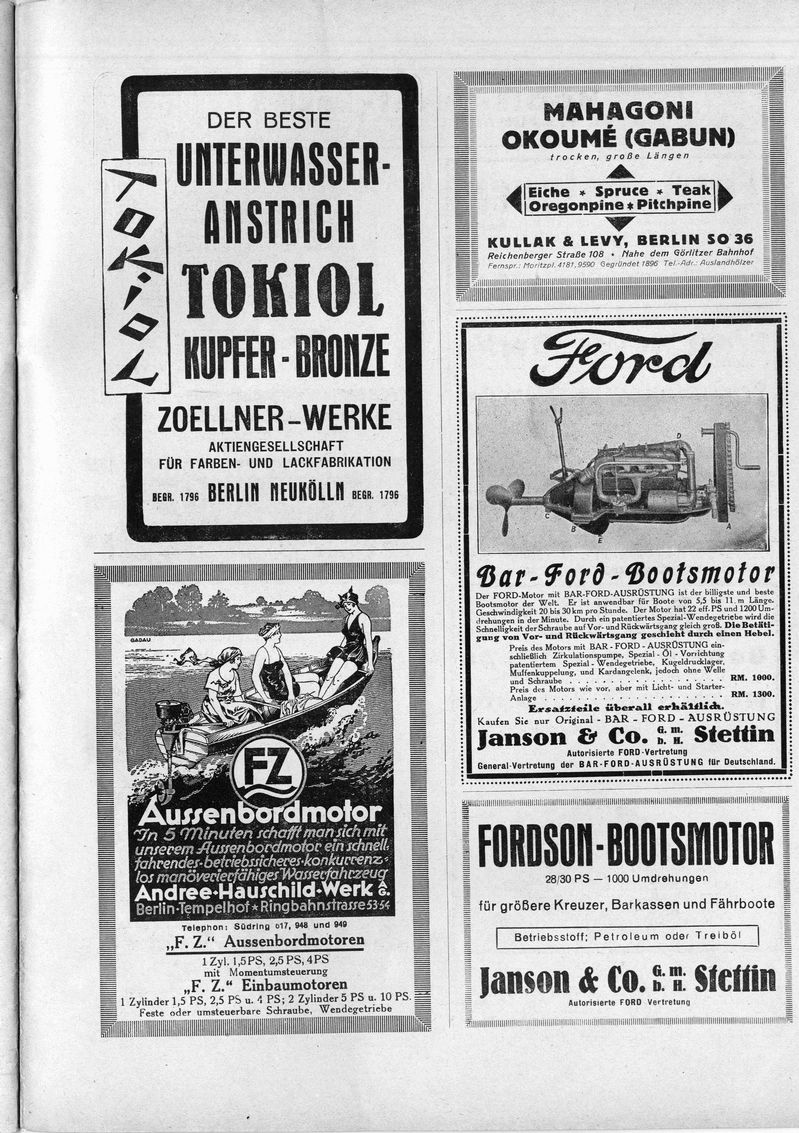 DER BESTE
UNTERWASSER-
ANSTRICH
TOKIOL
KUPFER-BRONZE
TOKIOL
ZOELLNER-WERKE
AKTIENGESELLSCHAFT
FÜR FARBEN- UND LACKFABRIKATION
BEGR. 1796 BERLIN NEUKÖLLN BEGR. 1796
GADAU
FZ
Aussenbordmotor
In 5 Minuten schafft man sich mit
unserem Aussenbordmotor ein schnell,
fahrendes-betriebssicheres-konkurrenz-
los manöverierfähiges Wasserfahrzeug
Andree-Hauschild-Werk A.G.
Berlin-Tempelhof * Ringbahnstrasse 53 54
Telephon: Südring 017, 948 und 949
„F. Z.“ Aussenbordmotoren
1 Zyl. 1,5 PS, 2,5 PS, 4 PS
mit Momentumsteuerung
„F. Z.“ Einbaumotoren
1 Zylinder 1,5 PS, 2,5 PS u. 4 PS; 2 Zylinder 5 PS u. 10 PS.
Feste oder umsteuerbare Schraube, Wendegetriebe
MAHAGONI
OKOUMÉ (GABUN)
trocken, große Längen
Eiche * Spruce * Teak
Oregonpine * Pitchpine
KULLAK & LEVY, BERLIN SO 36
Reichenberger Straße 108 * Nahe dem Görlitzer Bahnhof
Fernspr.: Moritzpl. 4181, 9590 Gegründet 1896 Tel.-Adr.: Auslandhölzer
Ford
D
C
B
E
A
Bar-Ford-Bootsmotor
Der FORD-Motor mit BAR-FORD-AUSRÜSTUNG ist der billigste und beste
Bootsmotor der Welt. Er ist anwendbar für Boote von 5,5 bis 11 m Länge.
Geschwindigkeit 20 bis 30 km pro Stunde. Der Motor hat 22 eff. PS und 1200 Um-
drehungen in der Minute. Durch ein patentiertes Spezial-Wendegetriebe wird die
Schnelligkeit der Schraube auf Vor- und Rückwärtsgang gleich groß. Die Betäti-
gung von Vor- und Rückwärtsgang geschieht durch einen Hebel.
Preis des Motors mit BAR-FORD-AUSRÜSTUNG ein-
schließlich Zirkulationspumpe, Spezial-Öl-Vorrichtung
patentiertem Spezial-Wendegetriebe, Kugeldrucklager,
Muffenkuppelung, und Kardangelenk, jedoch ohne Welle
und Schraube . . . . . . . . . . . . . . RM. 1000.
Preis des Motors wie vor, aber mit Licht- und Starter-
Anlage . . . . . . . . . . . . . . . . . RM. 1300.
Ersatzteile überall erhältlich.
Kaufen Sie nur Original-BAR-FORD-AUSRÜSTUNG
Janson & Co. G. m. b. H. Stettin
Autorisierte FORD-Vertretung
General-Vertretung der BAR-FORD-AUSRÜSTUNG für Deutschland.
FORDSON-BOOTSMOTOR
28/30 PS — 1000 Umdrehungen
für größere Kreuzer, Barkassen und Fährboote
Betriebsstoff; Petroleum oder Treiböl
Janson & Co. G. m. b. H. Stettin
Autorisierte FORD Vertretung